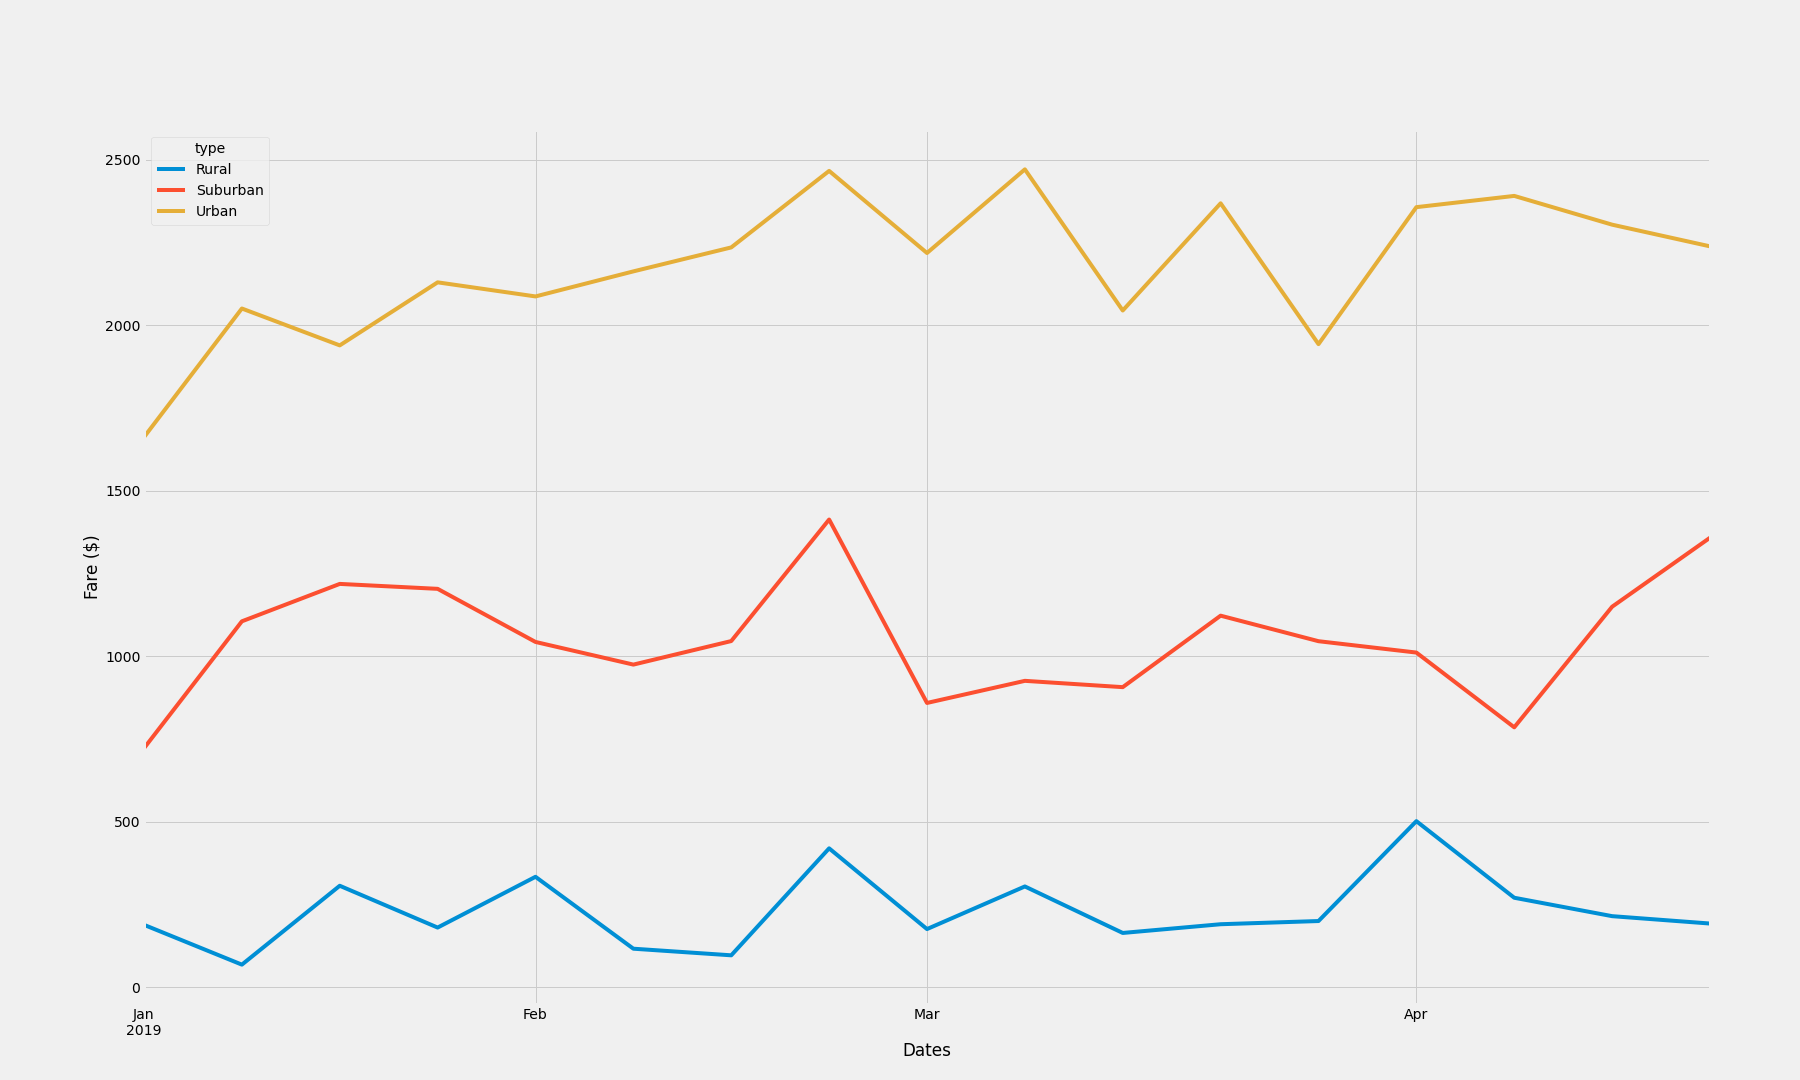 type
Rural
Suburban
Urban
2500
2000
1500
1000
500
0
Fare ($)
Jan
2019
Feb
Mar
Apr
Dates